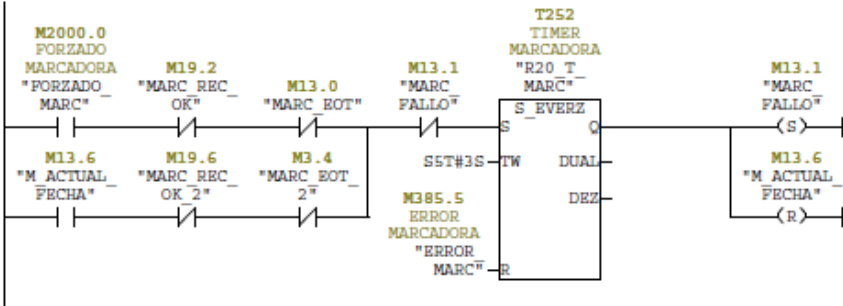 T252
TIMER
MARCADORA
"R20_T_
MARC"
M2000.0
FORZADO
MARCADORA
"FORZADO_
MARC"
M19.2
"MARC_REC_
OK"
M13.0
"MARC_EOT"
M13.1
"MARC_
FALLO"
S_EVERZ
S
Q
M13.1
"MARC_
FALLO"
(S)
M13.6
"M_ACTUAL_
FECHA"
M19.6
"MARC_REC_
OK_2"
M3.4
"MARC_EOT_
2"
S5T#3S
TW
DUAL
DEZ
M13.6
"M_ACTUAL_
FECHA"
(R)
M385.5
ERROR
MARCADORA
"ERROR_
MARC"
R